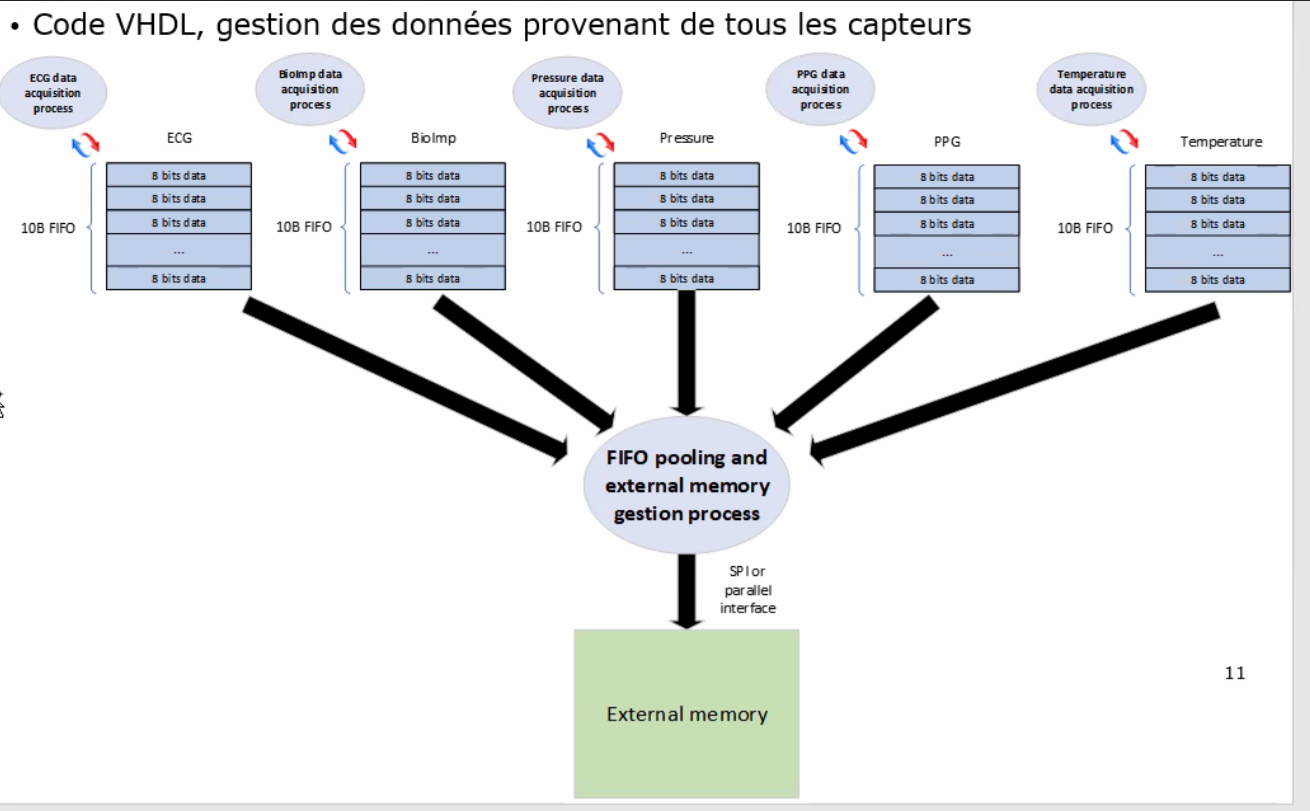 • Code VHDL, gestion des données provenant de tous les capteurs
ECG data
acquisition
process
BioImp data
acquisition
process
Pressure data
acquisition
process
PPG data
acquisition
process
Temperature
data acquisition
process
ECG
BioImp
Pressure
PPG
Temperature
10B FIFO
8 bits data
8 bits data
8 bits data
...
8 bits data
10B FIFO
8 bits data
8 bits data
8 bits data
...
8 bits data
10B FIFO
8 bits data
8 bits data
8 bits data
...
8 bits data
10B FIFO
8 bits data
8 bits data
8 bits data
...
8 bits data
10B FIFO
8 bits data
8 bits data
8 bits data
...
8 bits data
FIFO pooling and
external memory
gestion process
SPI or
parallel
interface
External memory
11